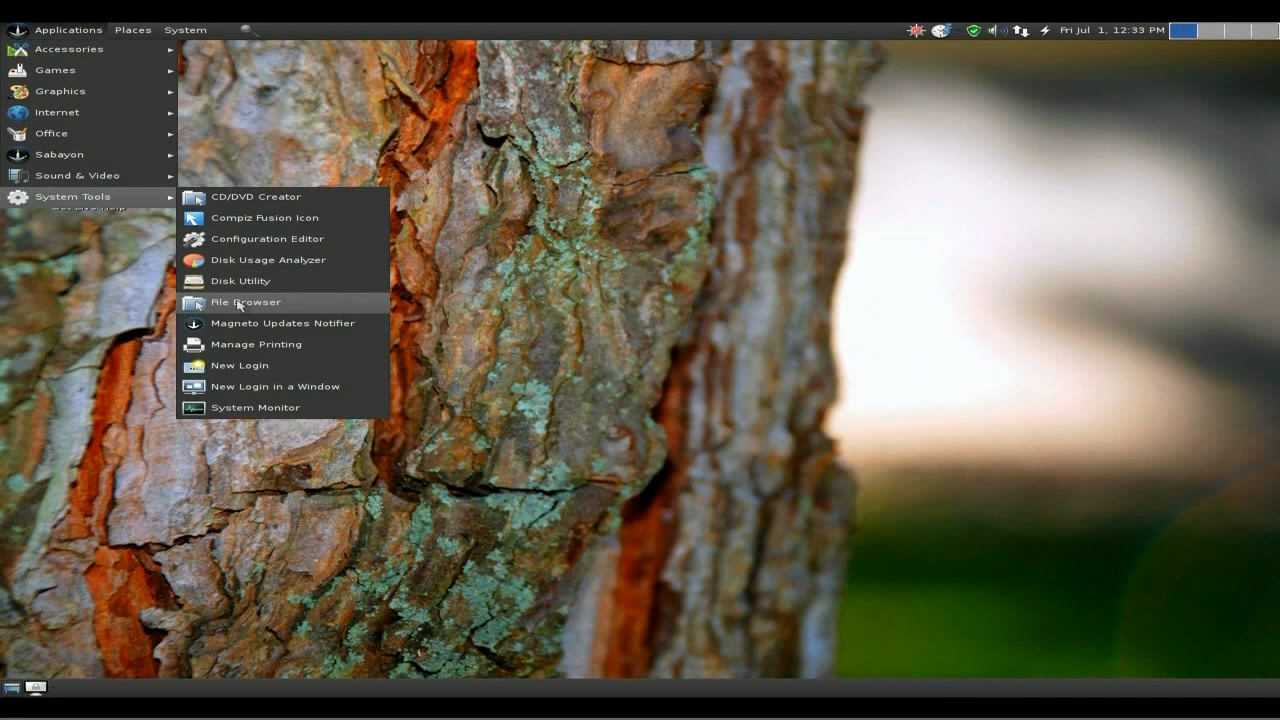 Applications Places System
Fri Jul 1, 12:33 PM
Accessories
Games
Graphics
Internet
Office
Sabayon
Sound & Video
System Tools
CD/DVD Creator
Compiz Fusion Icon
Configuration Editor
Disk Usage Analyzer
Disk Utility
File Browser
Magneto Updates Notifier
Manage Printing
New Login
New Login in a Window
System Monitor